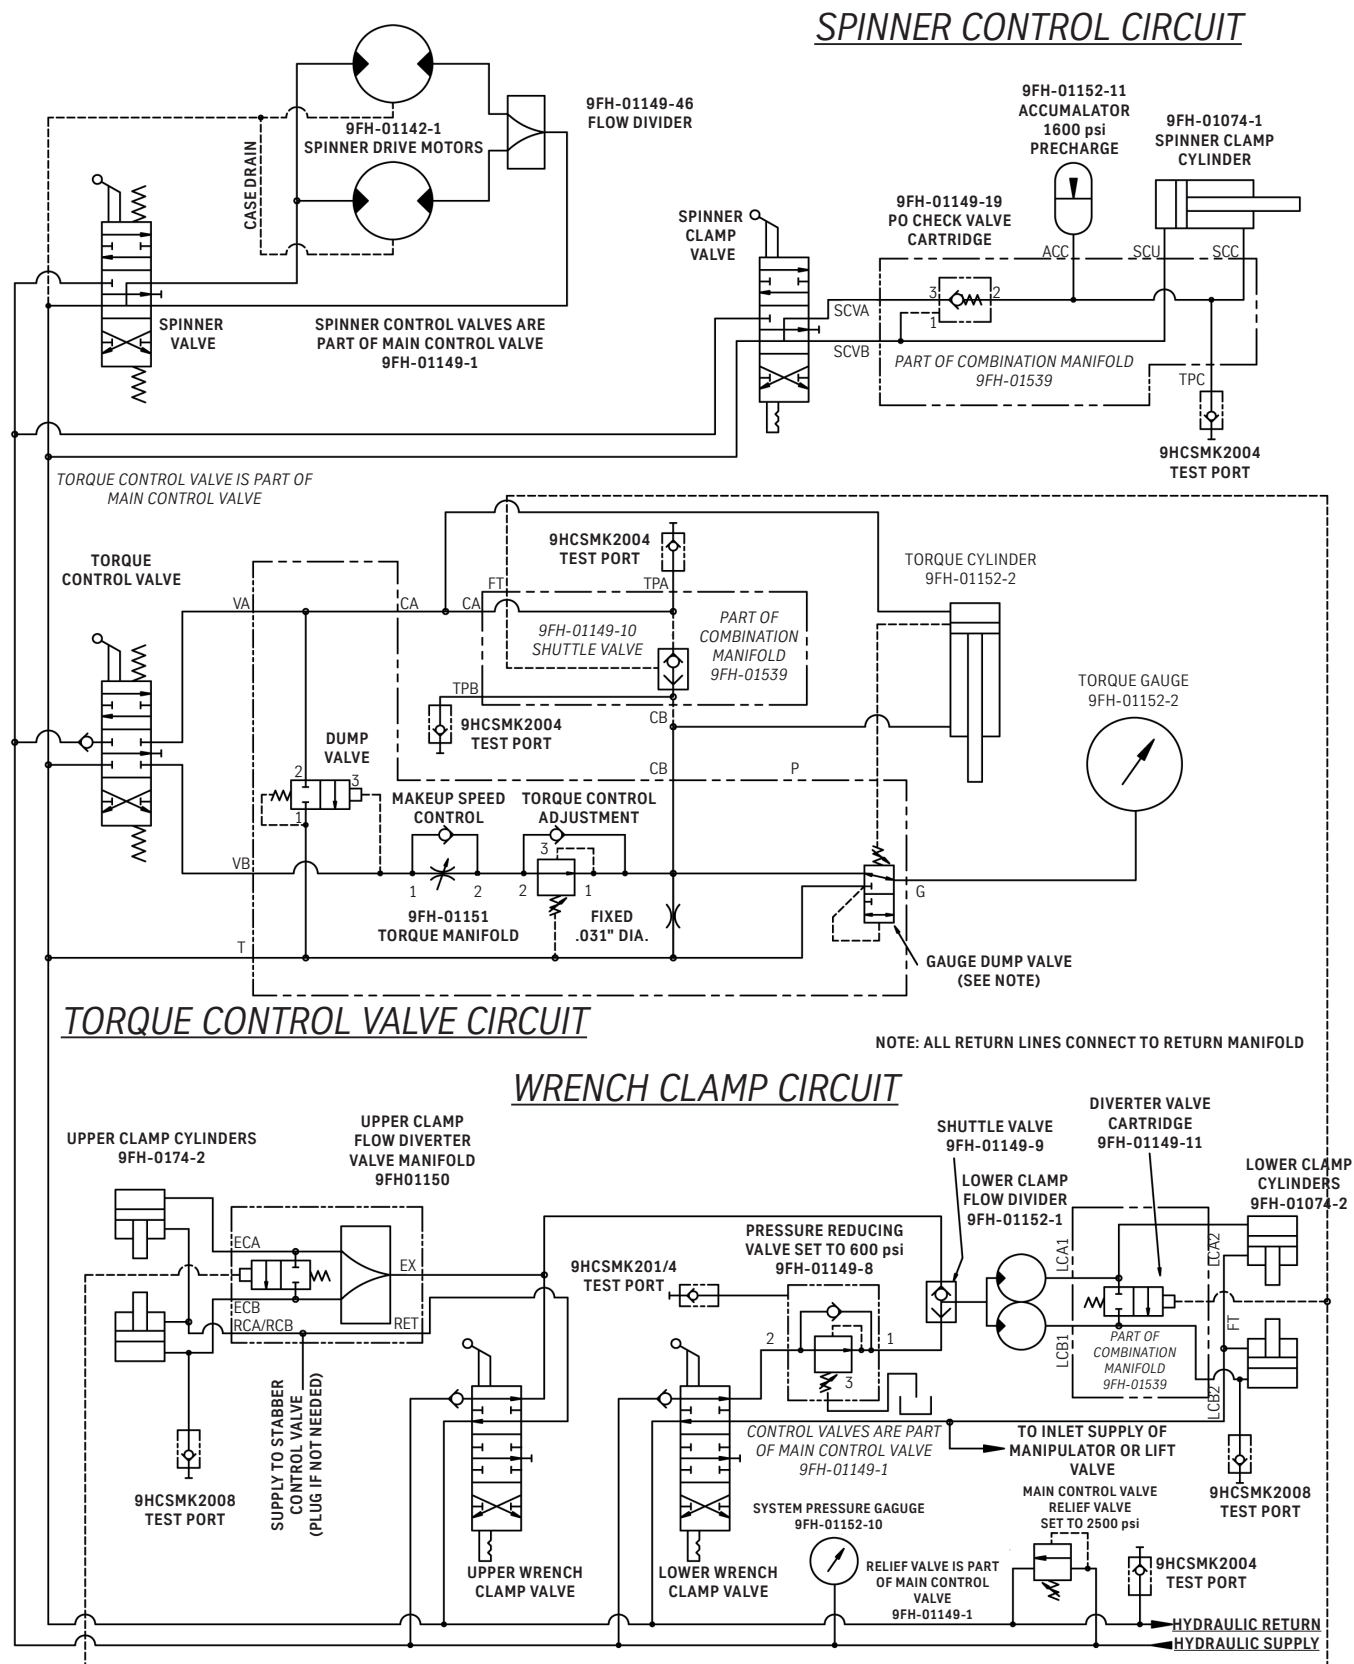 SPINNER CONTROL CIRCUIT
9FH-01149-46
FLOW DIVIDER
9FH-01142-1
SPINNER DRIVE MOTORS
CASE DRAIN
SPINNER
VALVE
SPINNER CONTROL VALVES ARE
PART OF MAIN CONTROL VALVE
9FH-01149-1
9FH-01152-11
ACCUMALATOR
1600 psi
PRECHARGE
9FH-01074-1
SPINNER CLAMP
CYLINDER
9FH-01149-19
PO CHECK VALVE
CARTRIDGE
SPINNER
CLAMP
VALVE
ACC
SCU
SCC
3
2
1
SCVA
SCVB
PART OF COMBINATION MANIFOLD
9FH-01539
TPC
9HCSMK2004
TEST PORT
TORQUE CONTROL VALVE IS PART OF
MAIN CONTROL VALVE
TORQUE
CONTROL VALVE
9HCSMK2004
TEST PORT
TORQUE CYLINDER
9FH-01152-2
VA
CA
CA
FT
TPA
9FH-01149-10
SHUTTLE VALVE
PART OF
COMBINATION
MANIFOLD
9FH-01539
TPB
9HCSMK2004
TEST PORT
CB
CB
P
TORQUE GAUGE
9FH-01152-2
DUMP
VALVE
2
3
1
MAKEUP SPEED
CONTROL
TORQUE CONTROL
ADJUSTMENT
3
VB
1
2
2
1
G
9FH-01151
TORQUE MANIFOLD
FIXED
.031" DIA.
T
GAUGE DUMP VALVE
(SEE NOTE)
TORQUE CONTROL VALVE CIRCUIT
NOTE: ALL RETURN LINES CONNECT TO RETURN MANIFOLD
WRENCH CLAMP CIRCUIT
UPPER CLAMP CYLINDERS
9FH-0174-2
UPPER CLAMP
FLOW DIVERTER
VALVE MANIFOLD
9FH01150
ECA
EX
ECB
RCA/RCB
RET
SUPPLY TO STABBER
CONTROL VALVE
(PLUG IF NOT NEEDED)
9HCSMK2008
TEST PORT
9HCSMK201/4
TEST PORT
PRESSURE REDUCING
VALVE SET TO 600 psi
9FH-01149-8
2
1
3
SHUTTLE VALVE
9FH-01149-9
LOWER CLAMP
FLOW DIVIDER
9FH-01152-1
DIVERTER VALVE
CARTRIDGE
9FH-01149-11
LOWER CLAMP
CYLINDERS
9FH-01074-2
LCA1
LCA2
LCB1
LCB2
FT
PART OF
COMBINATION
MANIFOLD
9FH-01539
CONTROL VALVES ARE PART
OF MAIN CONTROL VALVE
9FH-01149-1
TO INLET SUPPLY OF
MANIPULATOR OR LIFT
VALVE
9HCSMK2008
TEST PORT
UPPER WRENCH
CLAMP VALVE
LOWER WRENCH
CLAMP VALVE
SYSTEM PRESSURE GAGUGE
9FH-01152-10
MAIN CONTROL VALVE
RELIEF VALVE
SET TO 2500 psi
RELIEF VALVE IS PART
OF MAIN CONTROL
VALVE
9FH-01149-1
9HCSMK2004
TEST PORT
HYDRAULIC RETURN
HYDRAULIC SUPPLY